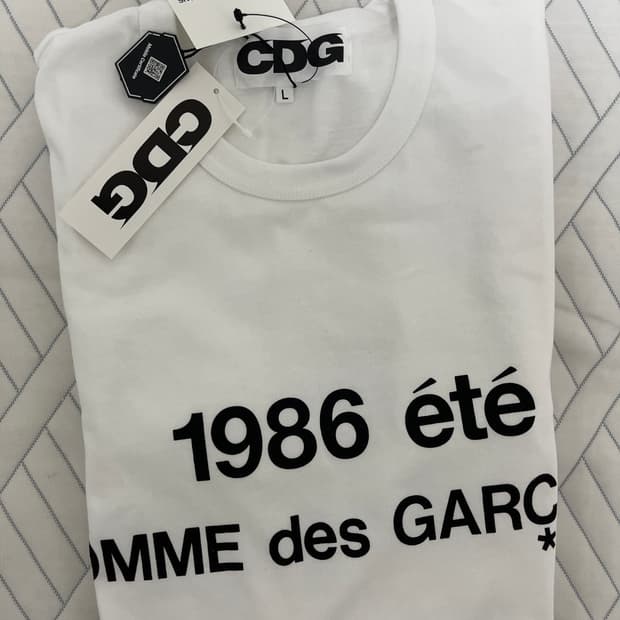 CDG
L
CDG
1986 été
OMME des GARÇ
*